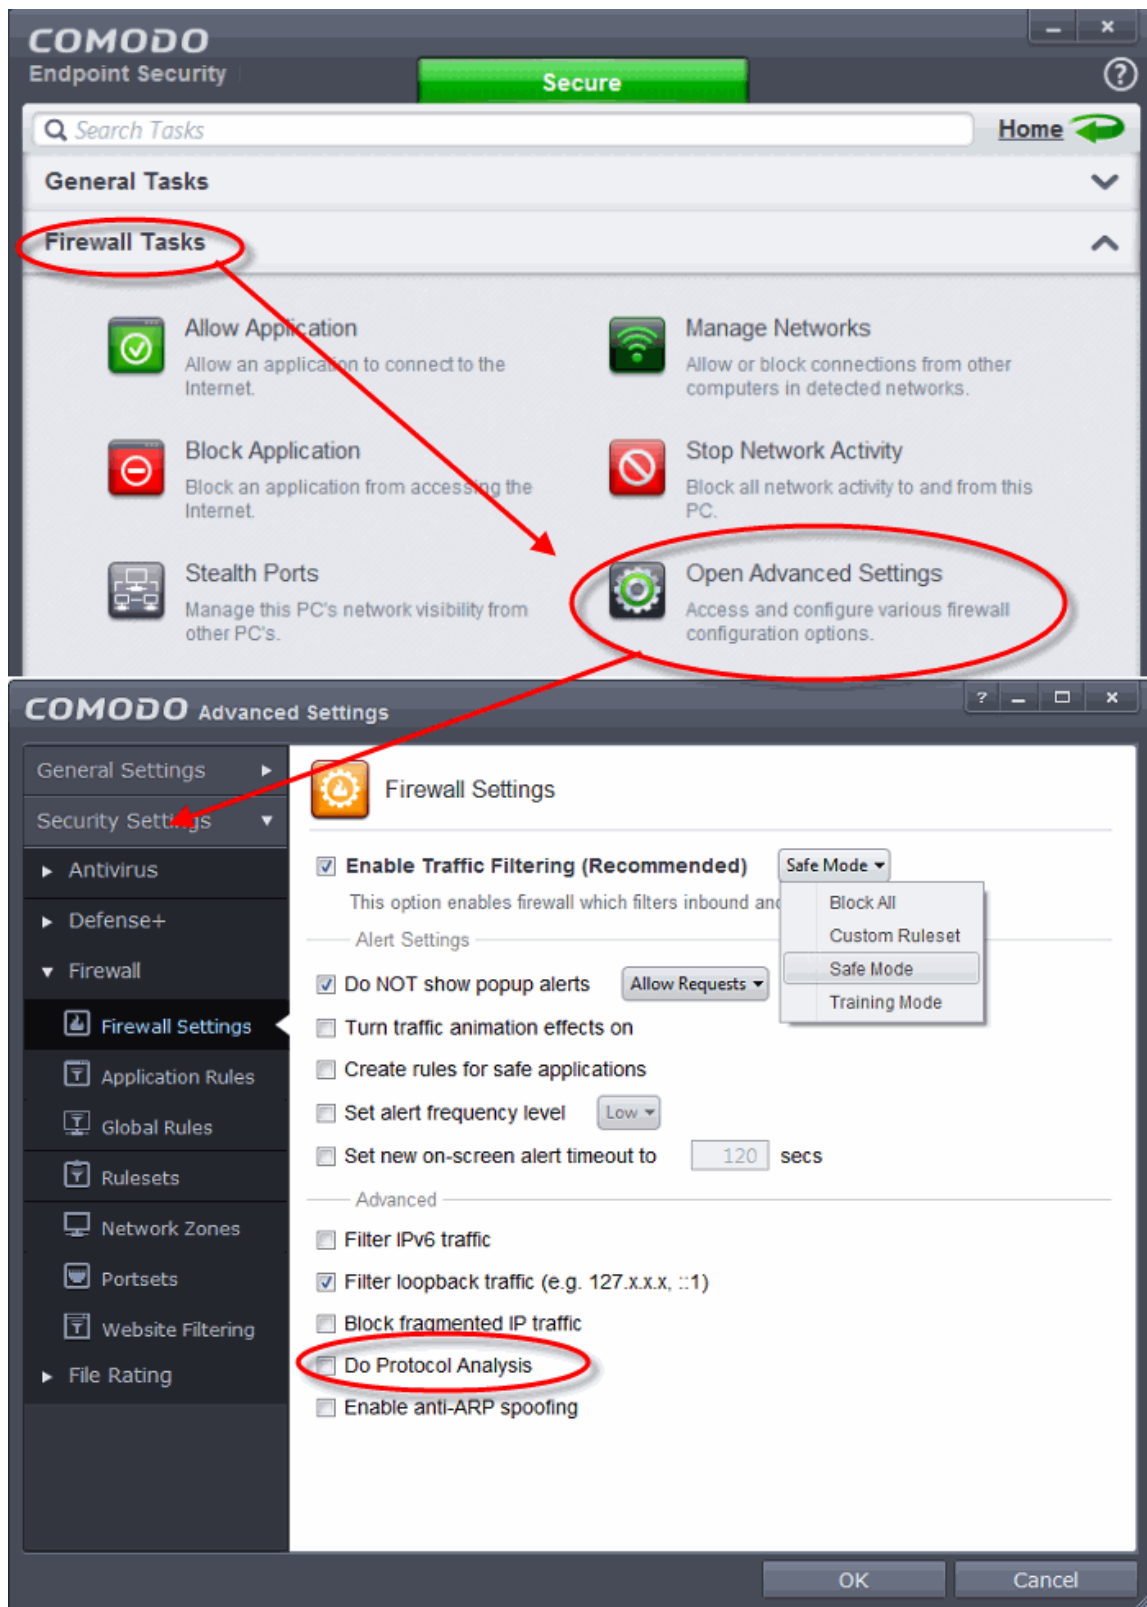 COMODO
Endpoint Security
Secure
Search Tasks
Home
General Tasks
Firewall Tasks
Allow Application
Allow an application to connect to the
Internet.
Manage Networks
Allow or block connections from other
computers in detected networks.
Block Application
Block an application from accessing the
Internet.
Stop Network Activity
Block all network activity to and from this
PC.
Stealth Ports
Manage this PC's network visibility from
other PC's.
Open Advanced Settings
Access and configure various firewall
configuration options.
COMODO Advanced Settings
General Settings
Security Settings
Antivirus
Defense+
Firewall
Firewall Settings
Application Rules
Global Rules
Rulesets
Network Zones
Portsets
Website Filtering
File Rating
Firewall Settings
Enable Traffic Filtering (Recommended) Safe Mode
This option enables firewall which filters inbound and
Block All
Custom Ruleset
Safe Mode
Training Mode
Alert Settings
Do NOT show popup alerts Allow Requests
Turn traffic animation effects on
Create rules for safe applications
Set alert frequency level Low
Set new on-screen alert timeout to 120 secs
Advanced
Filter IPv6 traffic
Filter loopback traffic (e.g. 127.x.x.x, ::1)
Block fragmented IP traffic
Do Protocol Analysis
Enable anti-ARP spoofing
OK Cancel